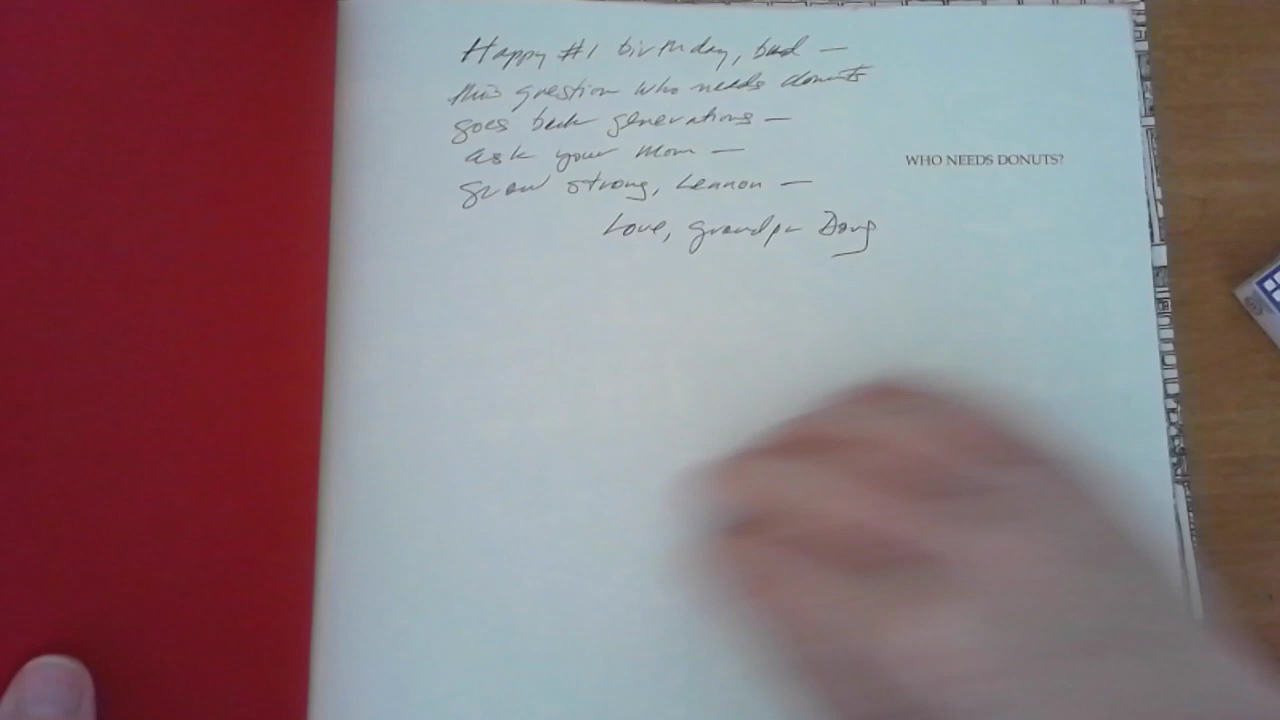 Happy #1 birthday, bud —
this question who needs donuts
goes back generations —
ask your mom —
grow strong, Lennon —
Love, grandpa Doug
WHO NEEDS DONUTS?